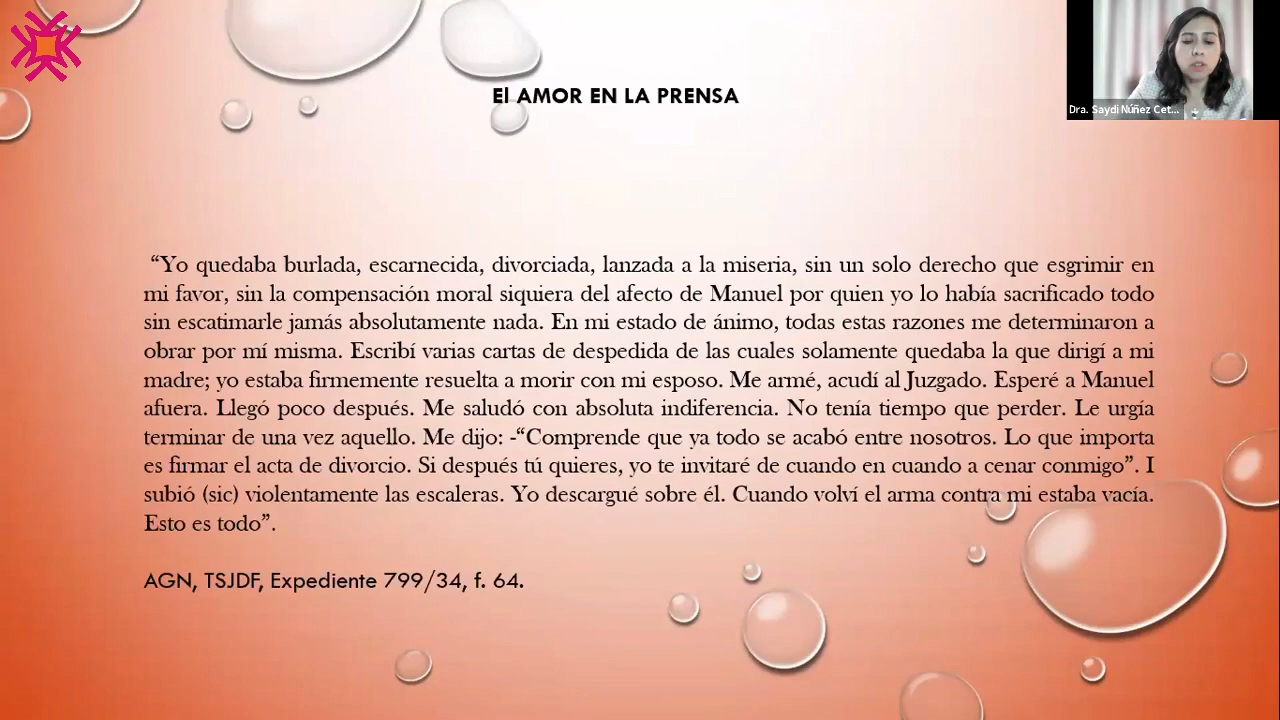 El AMOR EN LA PRENSA
Dra. Saydi Núñez Cet...
“Yo quedaba burlada, escarnecida, divorciada, lanzada a la miseria, sin un solo derecho que esgrimir en
mi favor, sin la compensación moral siquiera del afecto de Manuel por quien yo lo había sacrificado todo
sin escatimarle jamás absolutamente nada. En mi estado de ánimo, todas estas razones me determinaron a
obrar por mí misma. Escribí varias cartas de despedida de las cuales solamente quedaba la que dirigí a mi
madre; yo estaba firmemente resuelta a morir con mi esposo. Me armé, acudí al Juzgado. Esperé a Manuel
afuera. Llegó poco después. Me saludó con absoluta indiferencia. No tenía tiempo que perder. Le urgía
terminar de una vez aquello. Me dijo: -“Comprende que ya todo se acabó entre nosotros. Lo que importa
es firmar el acta de divorcio. Si después tú quieres, yo te invitaré de cuando en cuando a cenar conmigo”. I
subió (sic) violentamente las escaleras. Yo descargué sobre él. Cuando volví el arma contra mi estaba vacía.
Esto es todo”.
AGN, TSJDF, Expediente 799/34, f. 64.